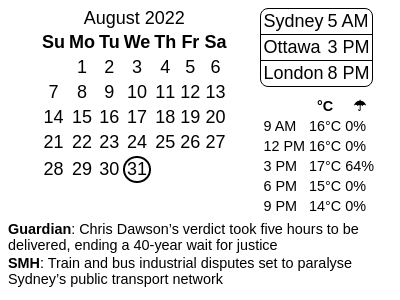 August 2022
Su Mo Tu We Th Fr Sa
1 2 3 4 5 6
7 8 9 10 11 12 13
14 15 16 17 18 19 20
21 22 23 24 25 26 27
28 29 30 31
Sydney 5 AM
Ottawa 3 PM
London 8 PM
°C ☂
9 AM 16°C 0%
12 PM 16°C 0%
3 PM 17°C 64%
6 PM 15°C 0%
9 PM 14°C 0%
Guardian: Chris Dawson's verdict took five hours to be
delivered, ending a 40-year wait for justice
SMH: Train and bus industrial disputes set to paralyse
Sydney's public transport network